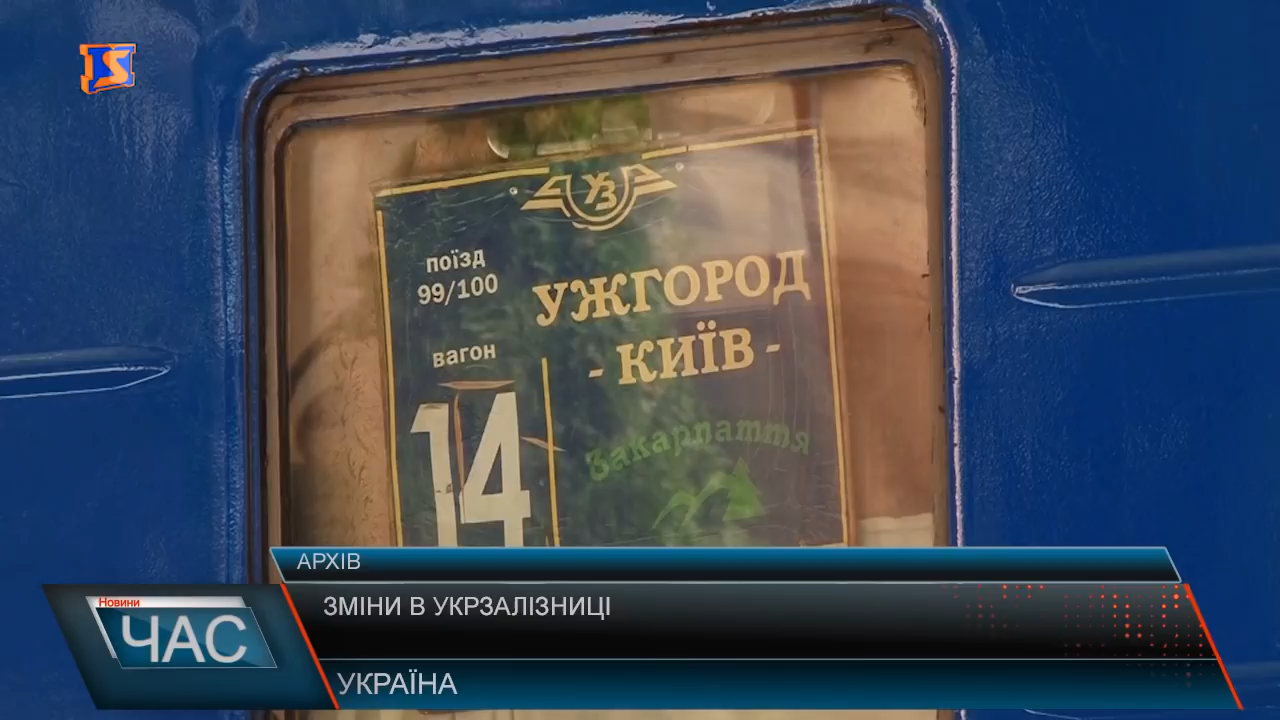 УЗ
поїзд
99/100
УЖГОРОД
- КИЇВ -
вагон
14
Закарпаття
АРХІВ
Новини
ЧАС
ЗМІНИ В УКРЗАЛІЗНИЦІ
УКРАЇНА